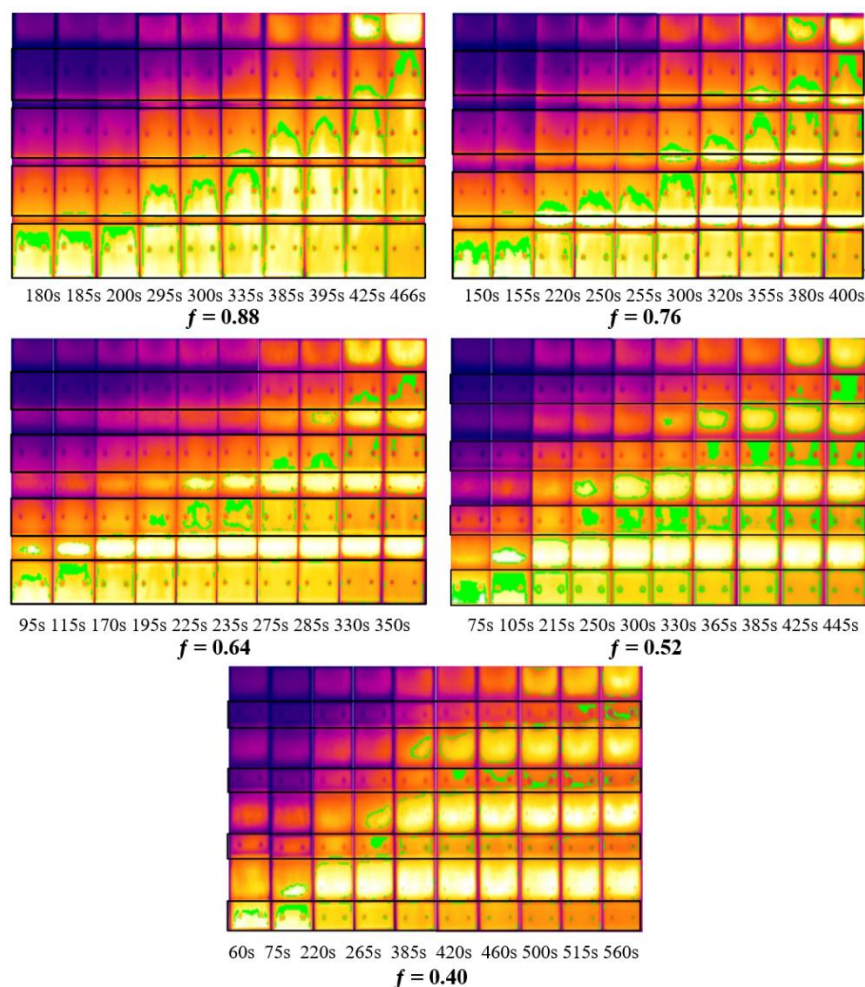 180s 185s 200s 295s 300s 335s 385s 395s 425s 466s
f = 0.88
150s 155s 220s 250s 255s 300s 320s 355s 380s 400s
f = 0.76
95s 115s 170s 195s 225s 235s 275s 285s 330s 350s
f = 0.64
75s 105s 215s 250s 300s 330s 365s 385s 425s 445s
f = 0.52
60s 75s 220s 265s 385s 420s 460s 500s 515s 560s
f = 0.40